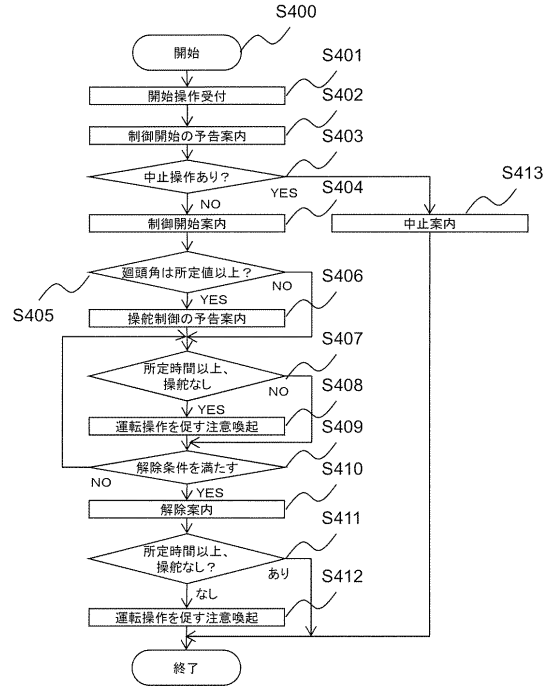 S400
開始
S401
開始操作受付
S402
制御開始の予告案内
S403
中止操作あり?
YES
NO
S404
S413
制御開始案内
中止案内
廻頭角は所定値以上?
NO
S405
YES
S406
操舵制御の予告案内
S407
所定時間以上、
操舵なし
NO
YES
S408
運転操作を促す注意喚起
S409
解除条件を満たす
NO
YES
S410
解除案内
S411
所定時間以上、
操舵なし?
あり
なし
S412
運転操作を促す注意喚起
終了